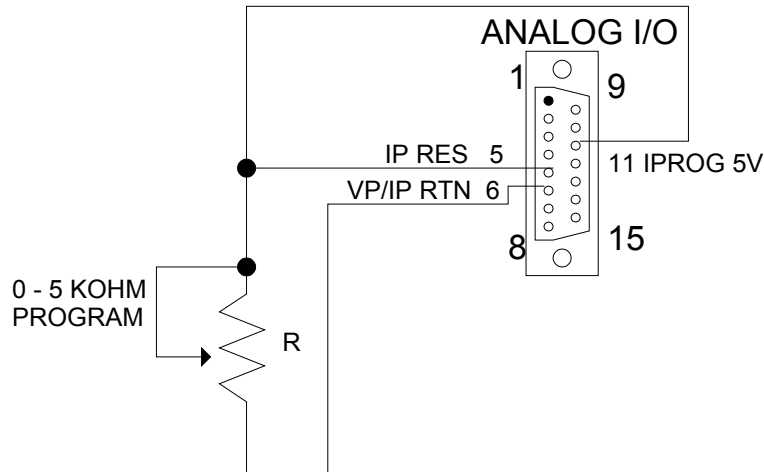 ANALOG I/O
1
9
IP RES 5
11 IPROG 5V
VP/IP RTN 6
8
15
0 - 5 KOHM
PROGRAM
R